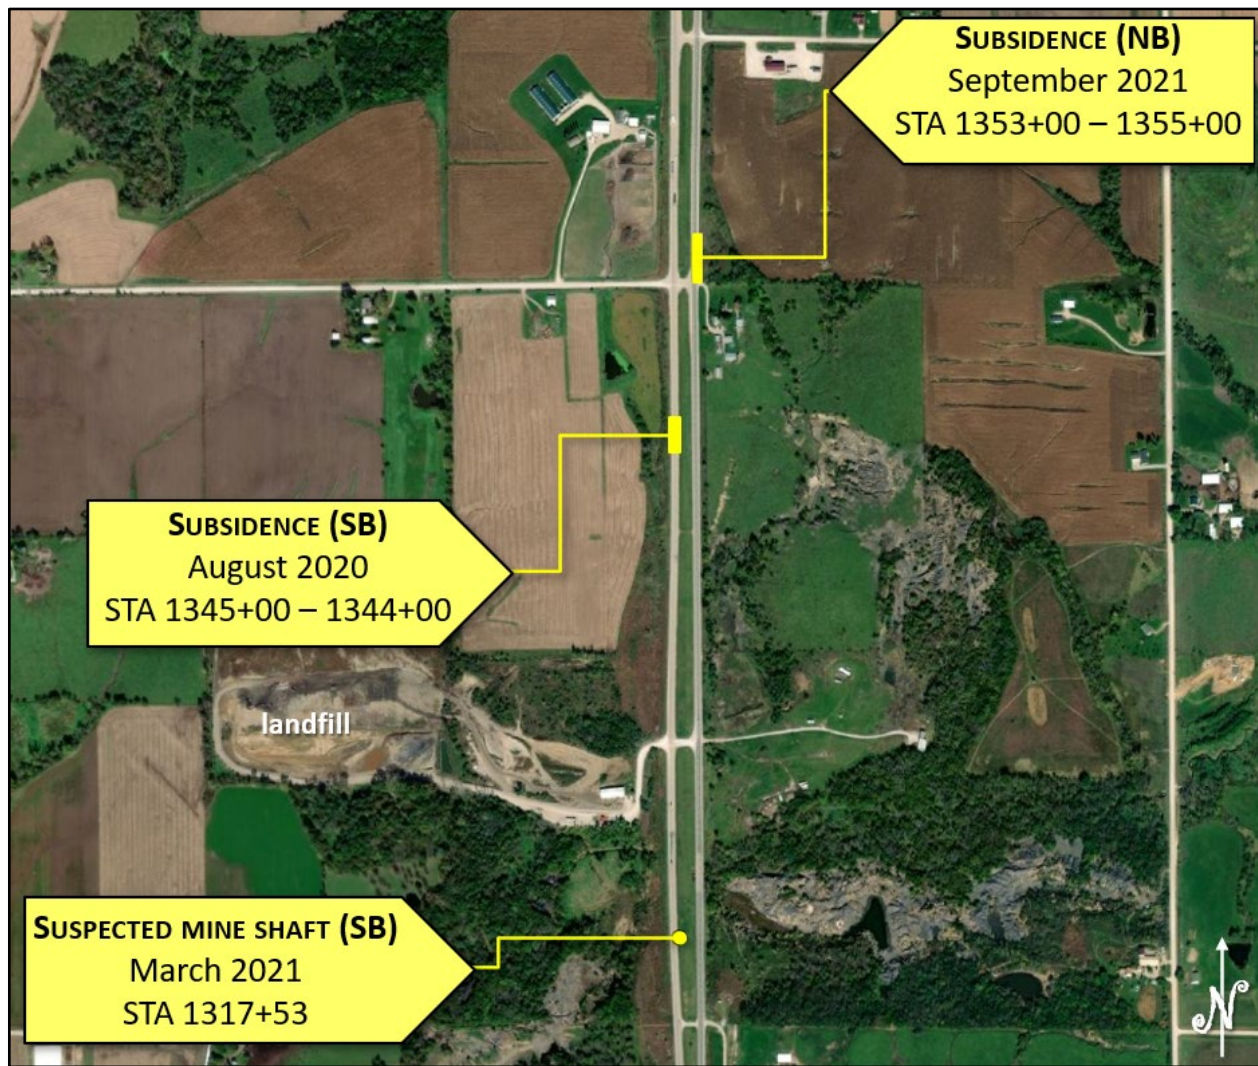 SUBSIDENCE (NB)
September 2021
STA 1353+00 – 1355+00
SUBSIDENCE (SB)
August 2020
STA 1345+00 – 1344+00
landfill
SUSPECTED MINE SHAFT (SB)
March 2021
STA 1317+53
N